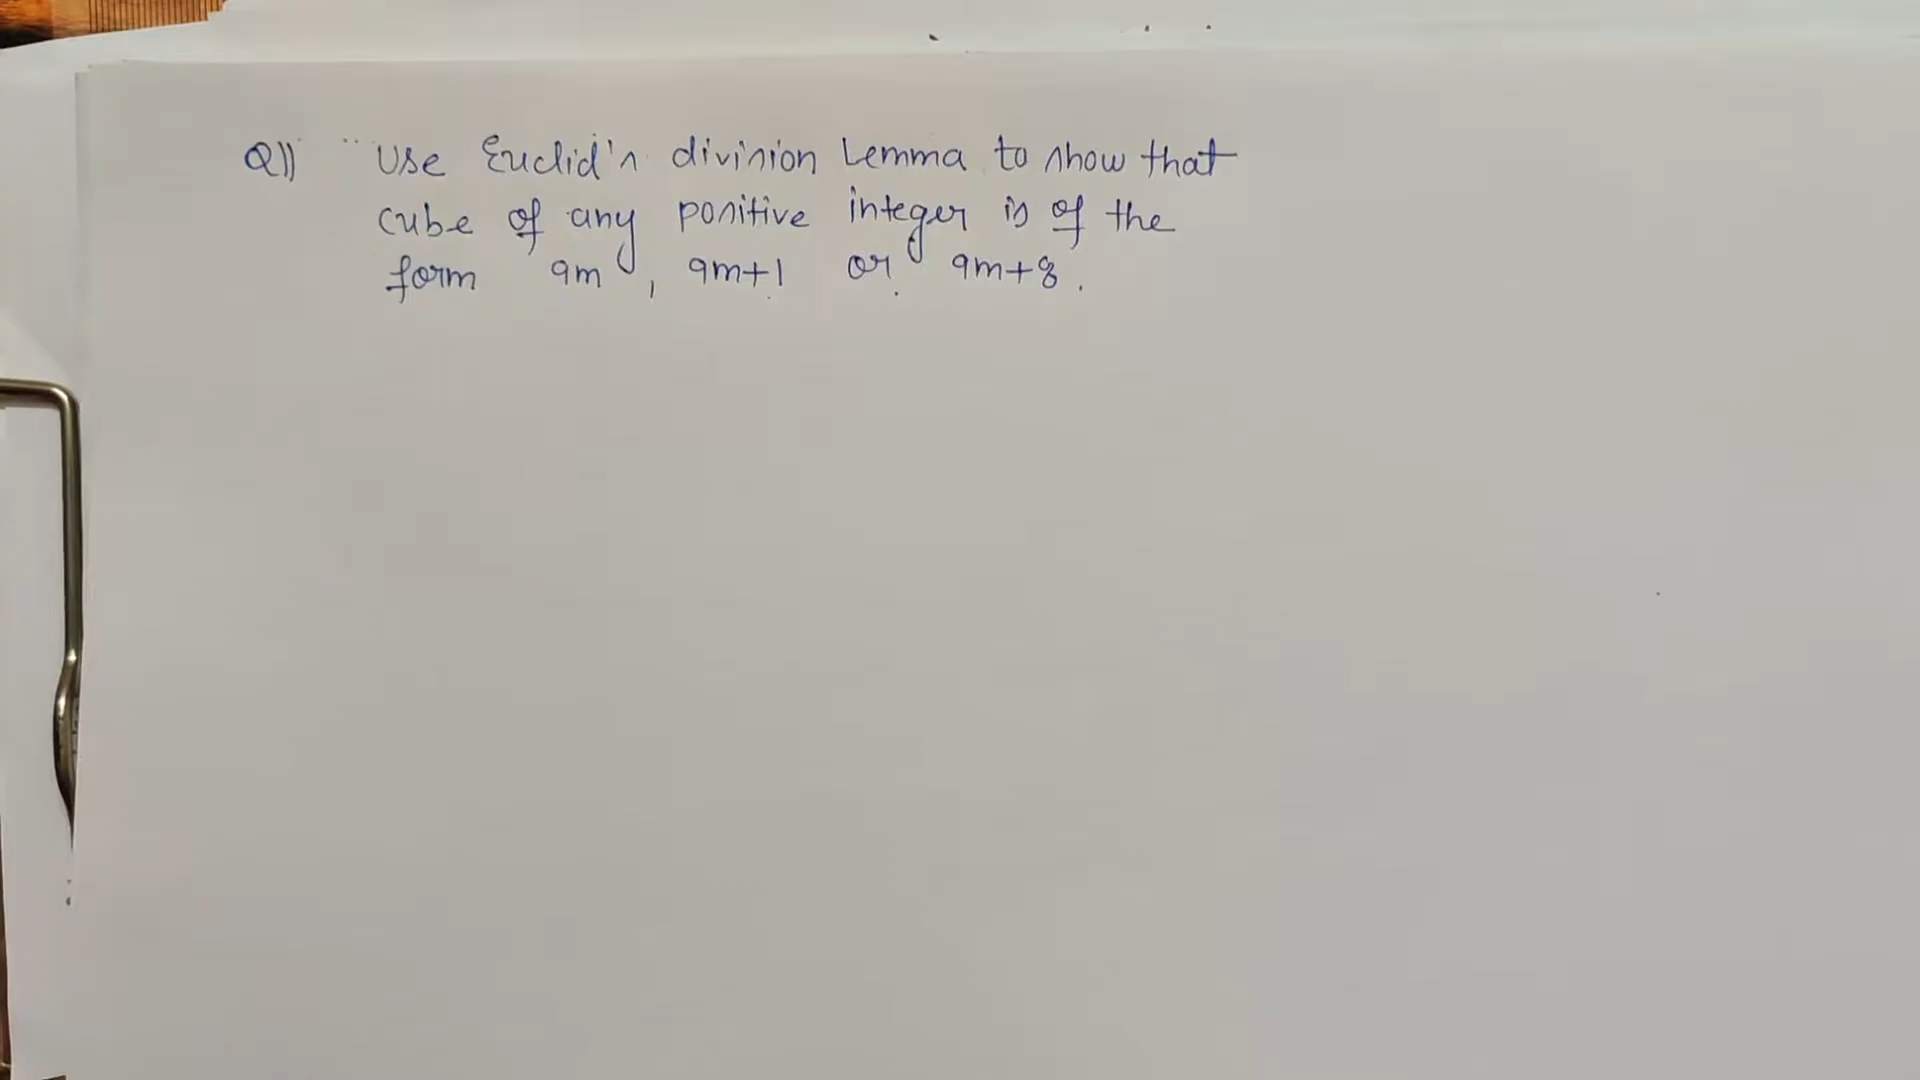 Q1) Use Euclid's division Lemma to show that
cube of any positive integer is of the
form 9m, 9m+1 or 9m+8.